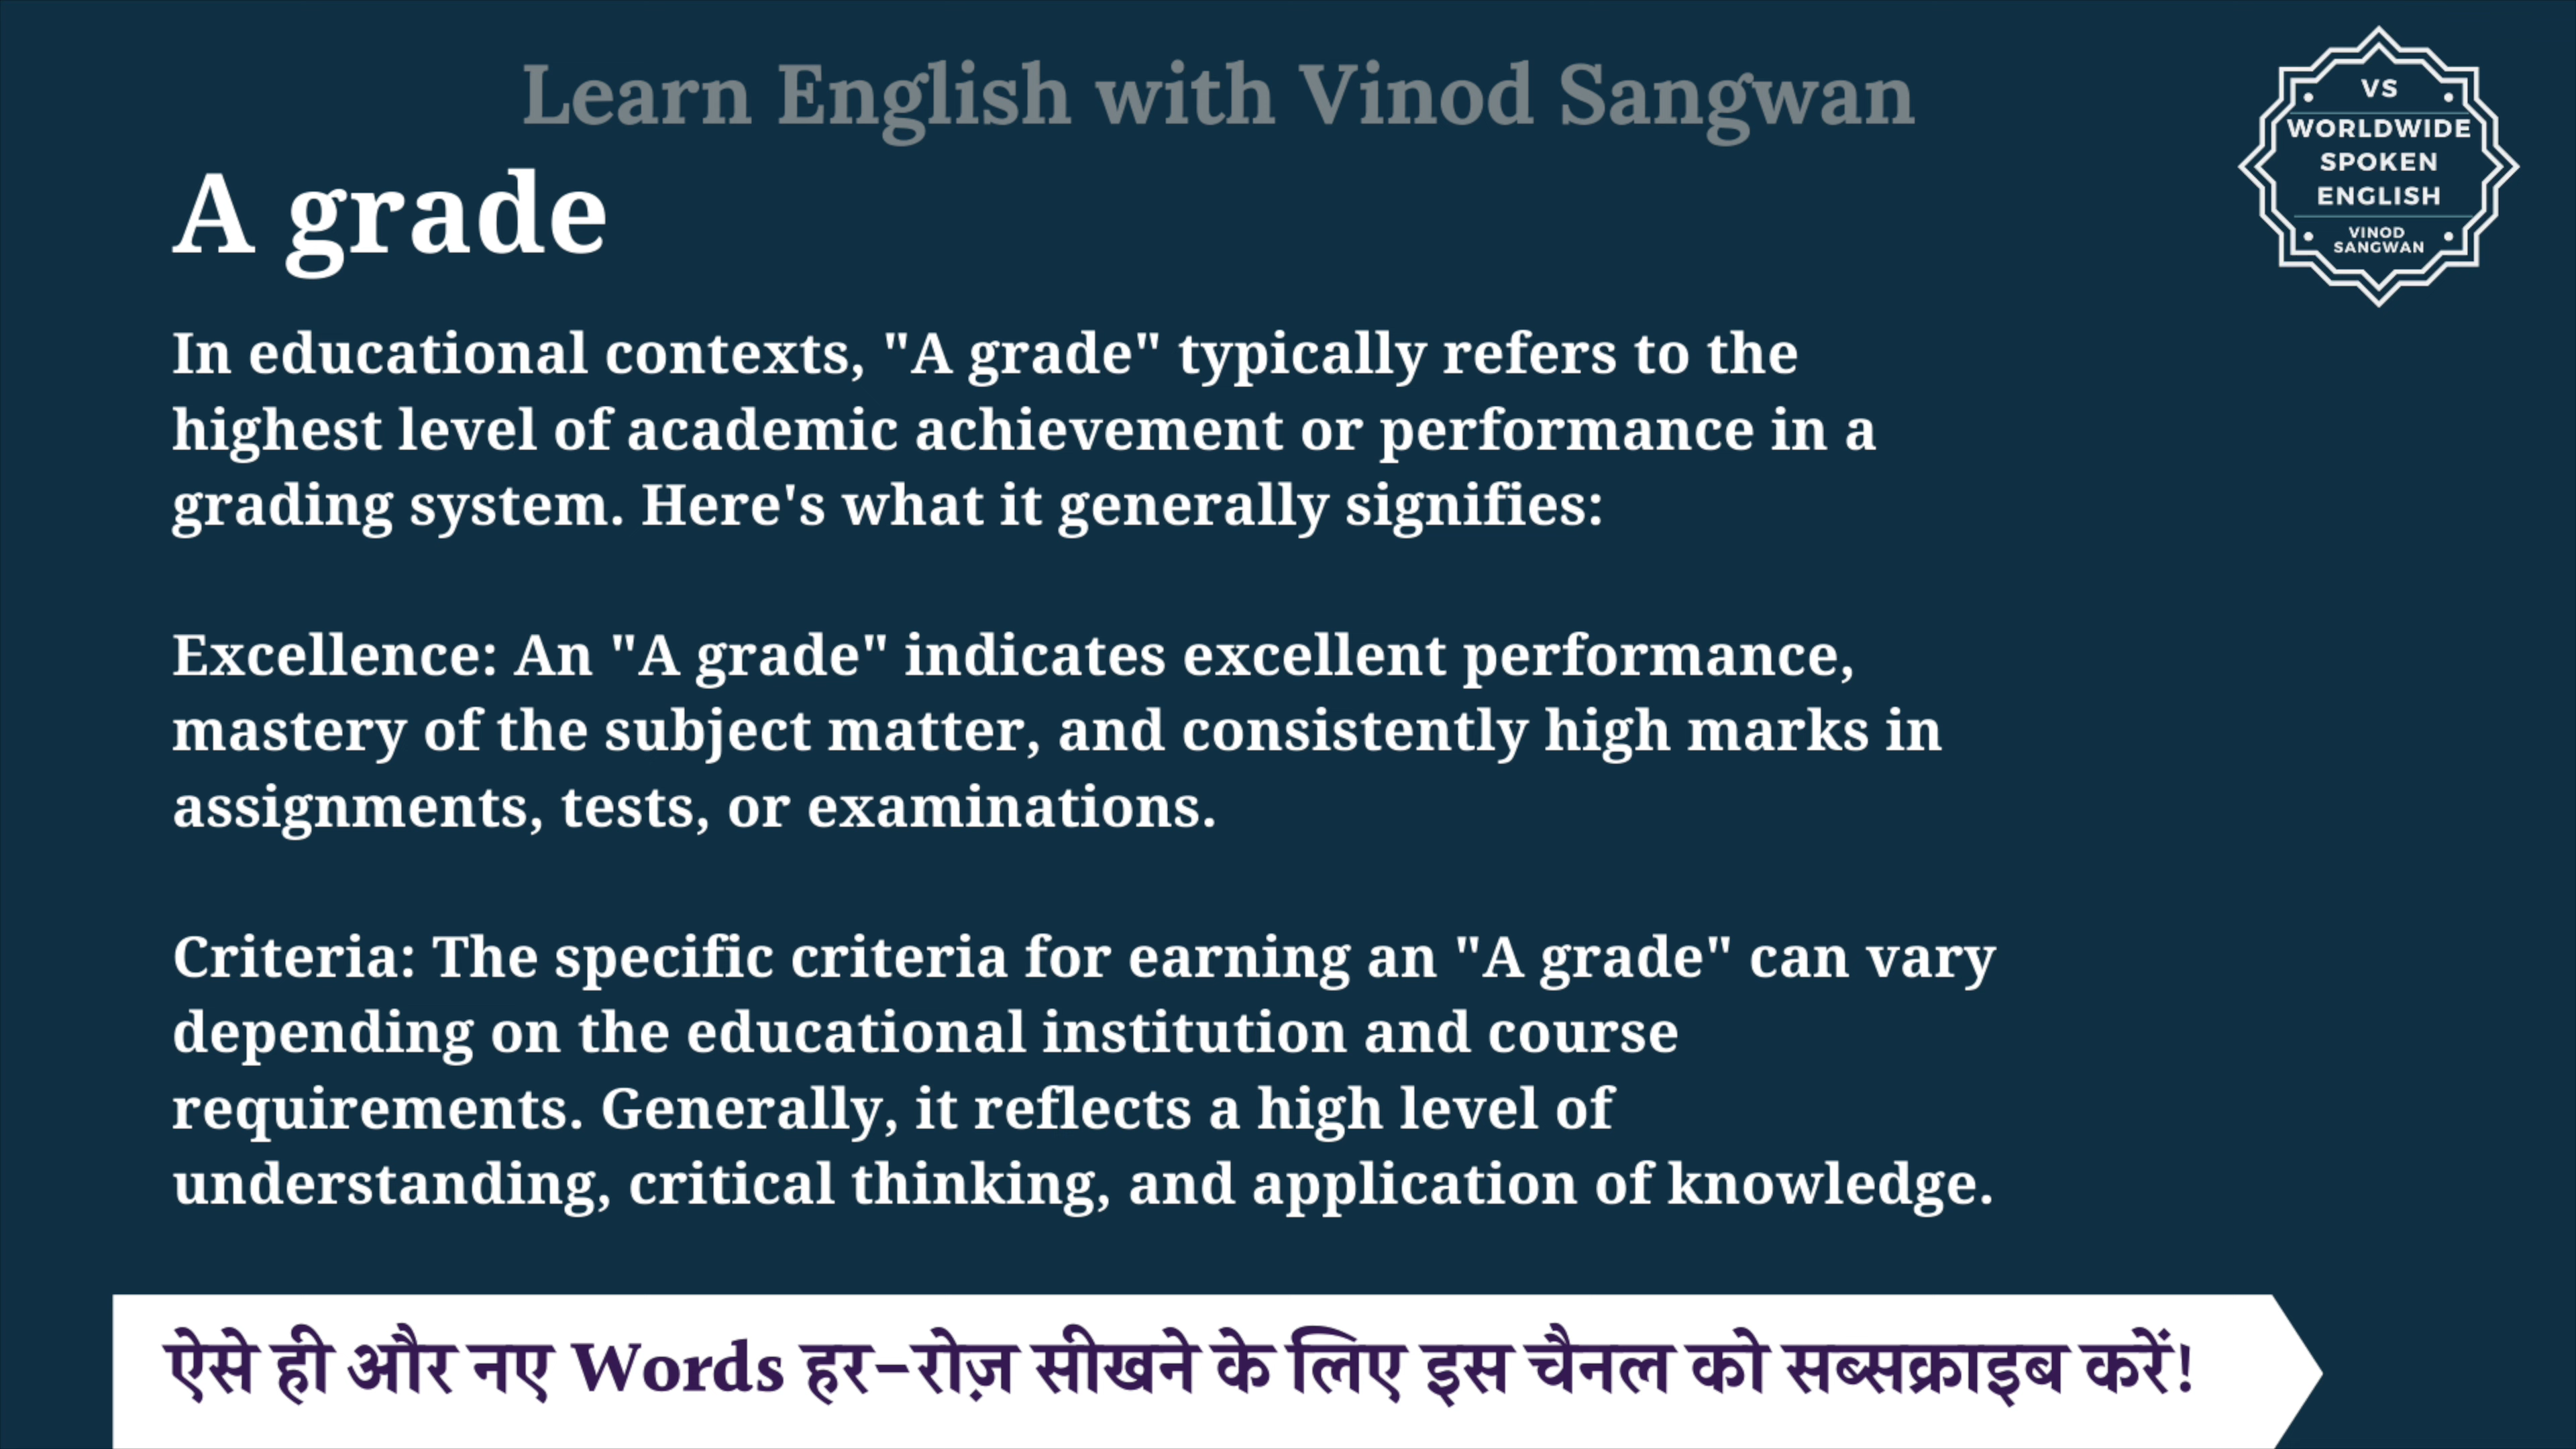 Learn English with Vinod Sangwan
VS
WORLDWIDE
SPOKEN
ENGLISH
VINOD
SANGWAN
A grade
In educational contexts, "A grade" typically refers to the
highest level of academic achievement or performance in a
grading system. Here's what it generally signifies:
Excellence: An "A grade" indicates excellent performance,
mastery of the subject matter, and consistently high marks in
assignments, tests, or examinations.
Criteria: The specific criteria for earning an "A grade" can vary
depending on the educational institution and course
requirements. Generally, it reflects a high level of
understanding, critical thinking, and application of knowledge.
ऐसे ही और नए Words हर-रोज़ सीखने के लिए इस चैनल को सब्सक्राइब करें!